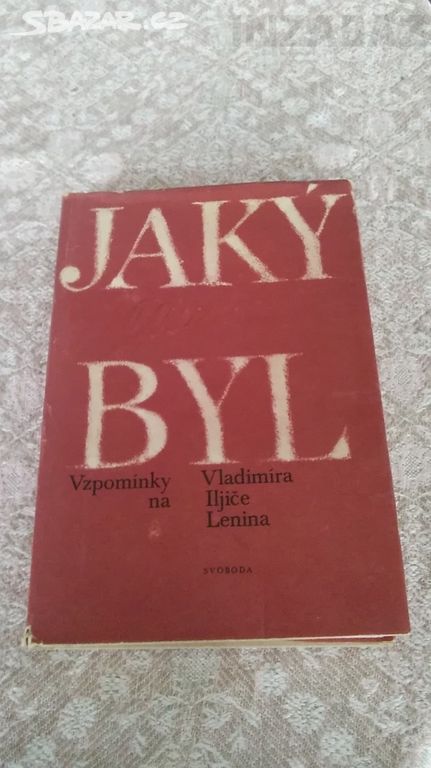 SBAZAR.CZ
JAKÝ
BYL
Vzpomínky
na
Vladimíra
Iljiče
Lenina
SVOBODA